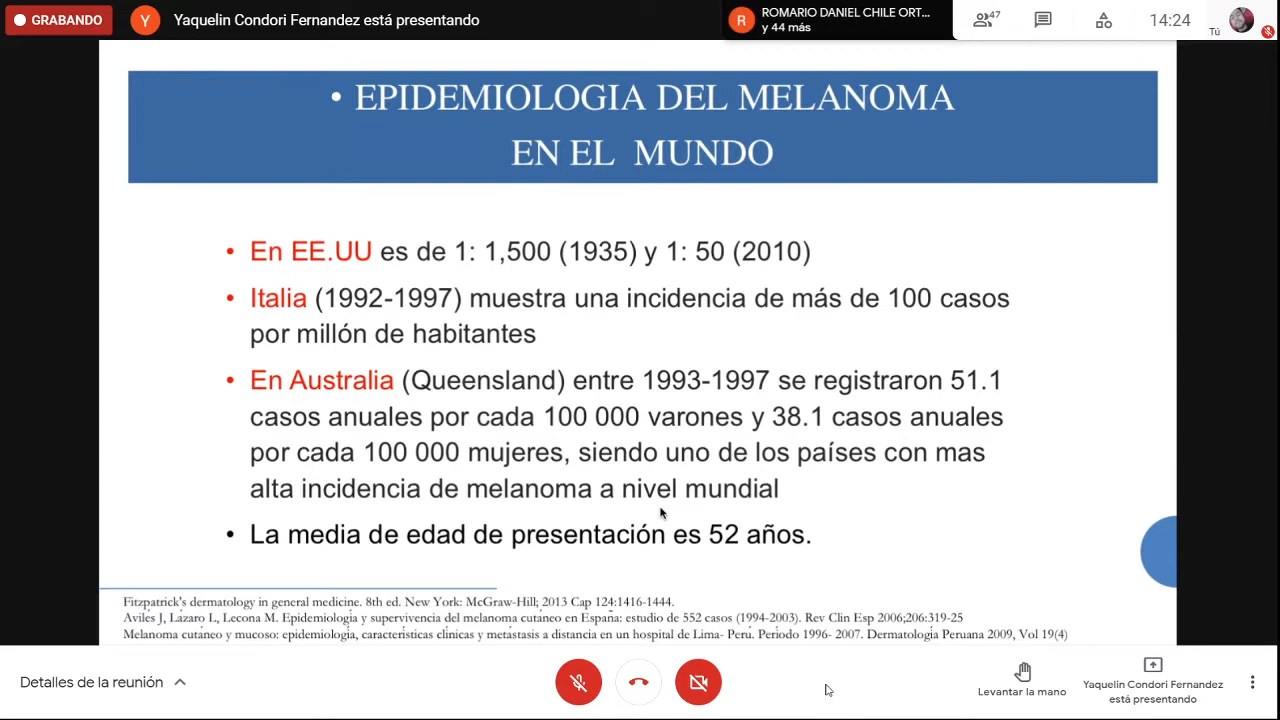 GRABANDO
Y
Yaquelin Condori Fernandez está presentando
R
ROMARIO DANIEL CHILE ORT...
y 44 más
47
14:24
Tú
• EPIDEMIOLOGIA DEL MELANOMA
EN EL MUNDO
• En EE.UU es de 1: 1,500 (1935) y 1: 50 (2010)
• Italia (1992-1997) muestra una incidencia de más de 100 casos
por millón de habitantes
• En Australia (Queensland) entre 1993-1997 se registraron 51.1
casos anuales por cada 100 000 varones y 38.1 casos anuales
por cada 100 000 mujeres, siendo uno de los países con mas
alta incidencia de melanoma a nivel mundial
• La media de edad de presentación es 52 años.
Fitzpatrick's dermatology in general medicine. 8th ed. New York: McGraw-Hill; 2013 Cap 124:1416-1444.
Aviles J, Lázaro L, Lecona M. Epidemiología y supervivencia del melanoma cutáneo en España: estudio de 552 casos (1994-2003). Rev Clin Esp 2006;206:319-25
Melanoma cutáneo y mucoso: epidemiología, características clínicas y metástasis a distancia en un hospital de Lima- Perú. Período 1996- 2007. Dermatología Peruana 2009, Vol 19(4)
Detalles de la reunión
Levantar la mano
Yaquelin Condori Fernandez
está presentando